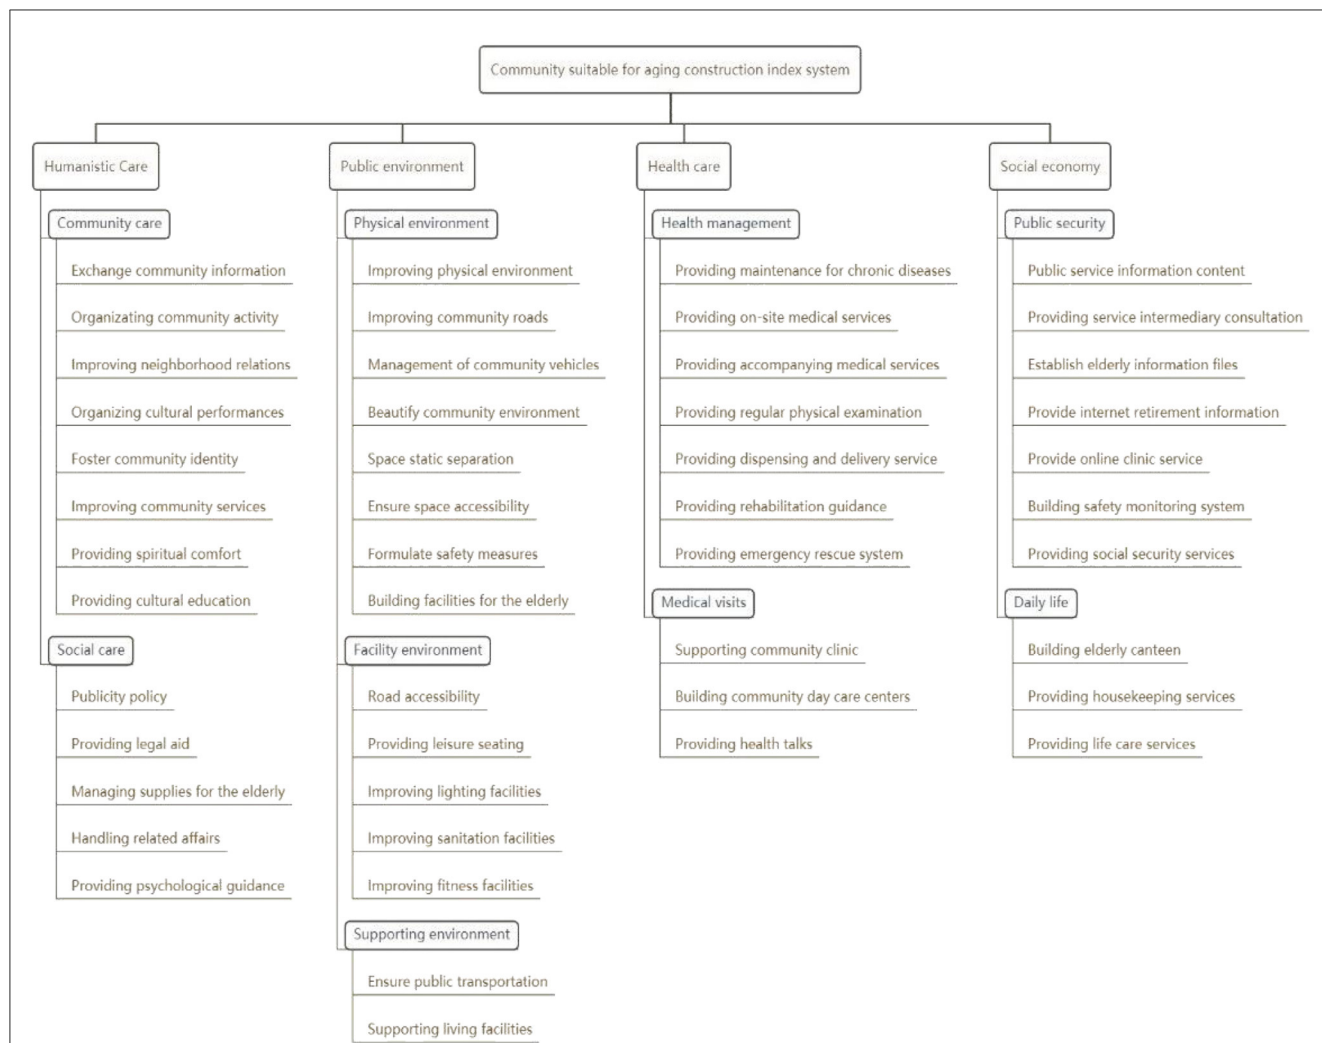 Community suitable for aging construction index system
Humanistic Care
Community care
Exchange community information
Organizating community activity
Improving neighborhood relations
Organizing cultural performances
Foster community identity
Improving community services
Providing spiritual comfort
Providing cultural education
Social care
Publicity policy
Providing legal aid
Managing supplies for the elderly
Handling related affairs
Providing psychological guidance
Public environment
Physical environment
Improving physical environment
Improving community roads
Management of community vehicles
Beautify community environment
Space static separation
Ensure space accessibility
Formulate safety measures
Building facilities for the elderly
Facility environment
Road accessibility
Providing leisure seating
Improving lighting facilities
Improving sanitation facilities
Improving fitness facilities
Supporting environment
Ensure public transportation
Supporting living facilities
Health care
Health management
Providing maintenance for chronic diseases
Providing on-site medical services
Providing accompanying medical services
Providing regular physical examination
Providing dispensing and delivery service
Providing rehabilitation guidance
Providing emergency rescue system
Medical visits
Supporting community clinic
Building community day care centers
Providing health talks
Social economy
Public security
Public service information content
Providing service intermediary consultation
Establish elderly information files
Provide internet retirement information
Provide online clinic service
Building safety monitoring system
Providing social security services
Daily life
Building elderly canteen
Providing housekeeping services
Providing life care services